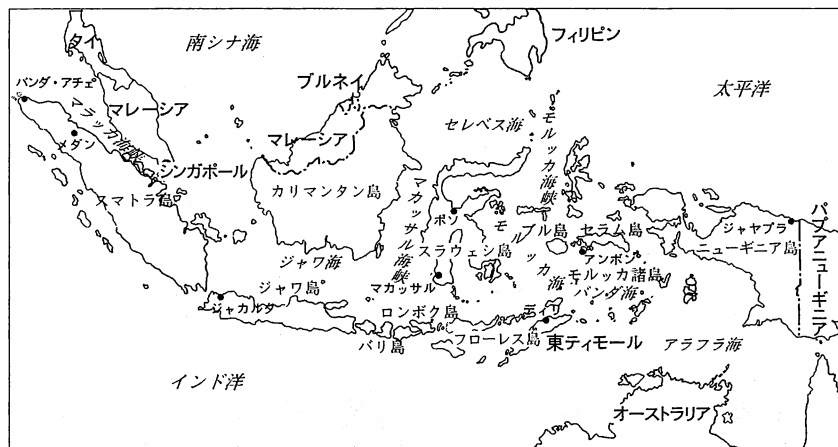 タイ
南シナ海
フィリピン
バンダ・アチェ
ブルネイ
太平洋
マレーシア
マラッカ海峡
メダン
マレーシア
セレベス海
モルッカ海峡
シンガポール
スマトラ島
カリマンタン島
マカッサル海峡
ポソ
モルッカ海
ブル島
セラム島
ジャヤプラ
パプアニューギニア
スラウェシ島
アンボン
ニューギニア島
ジャワ海
モルッカ諸島
ジャワ島
マカッサル
バンダ海
ジャカルタ
ロンボク島
ディリ
バリ島
フローレス島
東ティモール
アラフラ海
インド洋
オーストラリア